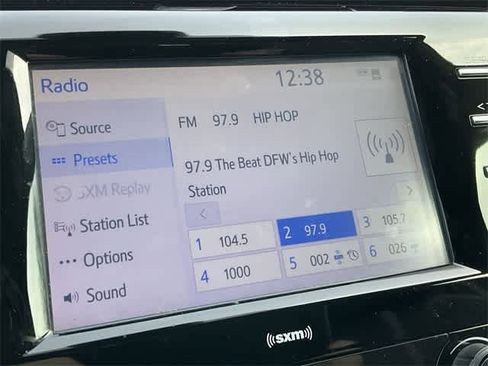 Radio
12:38
Source
Presets
SXM Replay
Station List
Options
Sound
FM 97.9 HIP HOP
97.9 The Beat DFW's Hip Hop
Station
1 104.5
2 97.9
3 105.7
4 1000
5 002
6 026
((sxm))